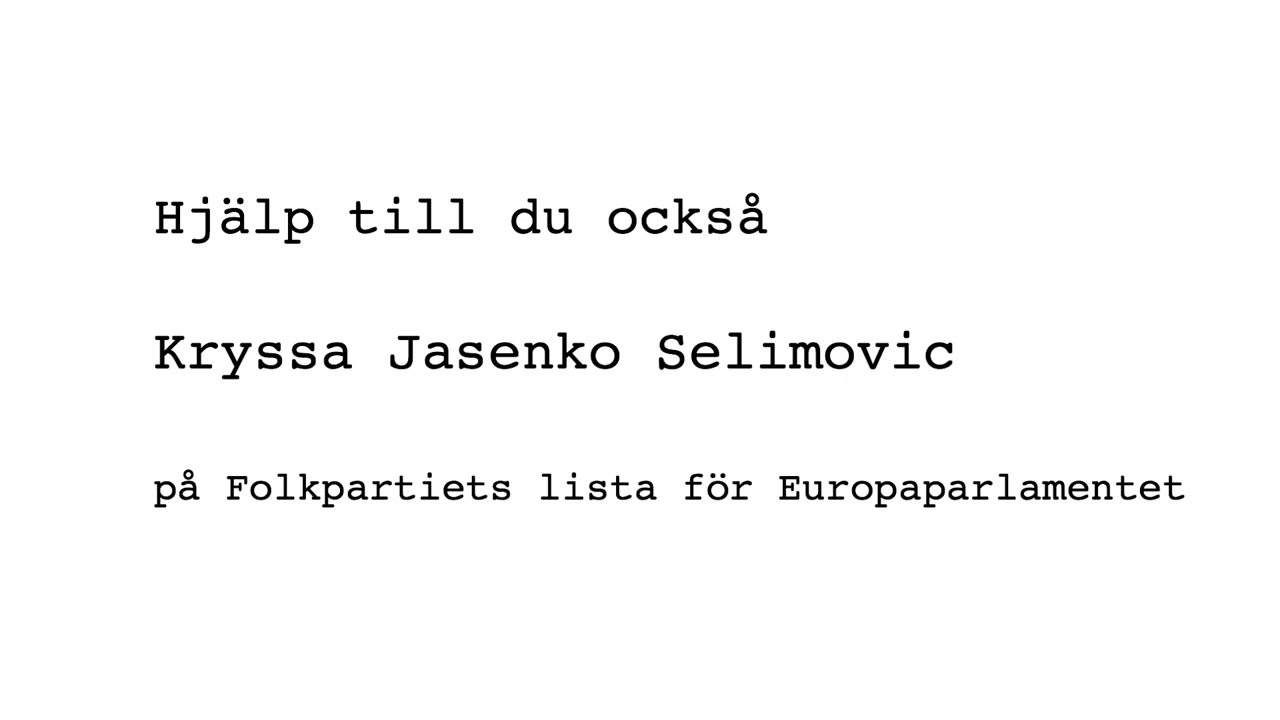 Hjälp till du också
Kryssa Jasenko Selimovic
på Folkpartiets lista för Europaparlamentet